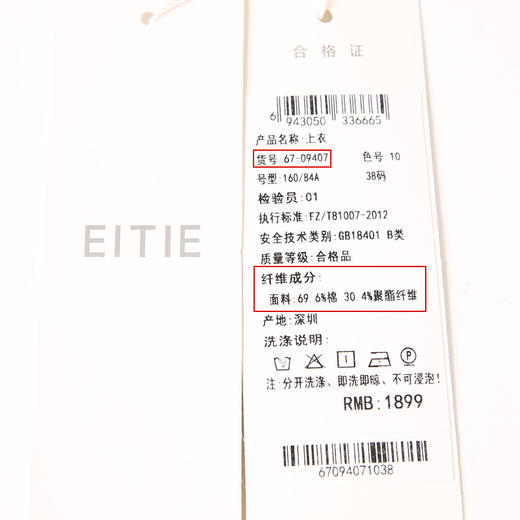 EITIE
合格证
6 943050 336665
产品名称:上衣
货号:67-09407 色号 10
号型:160/84A 38码
检验员:01
执行标准:FZ/T81007-2012
安全技术类别:GB18401 B类
质量等级:合格品
纤维成分:
面料:69.6%棉 30.4%聚酯纤维
产地:深圳
洗涤说明:
P
注:分开洗涤、即洗即晾、不可浸泡!
RMB:1899
67094071038